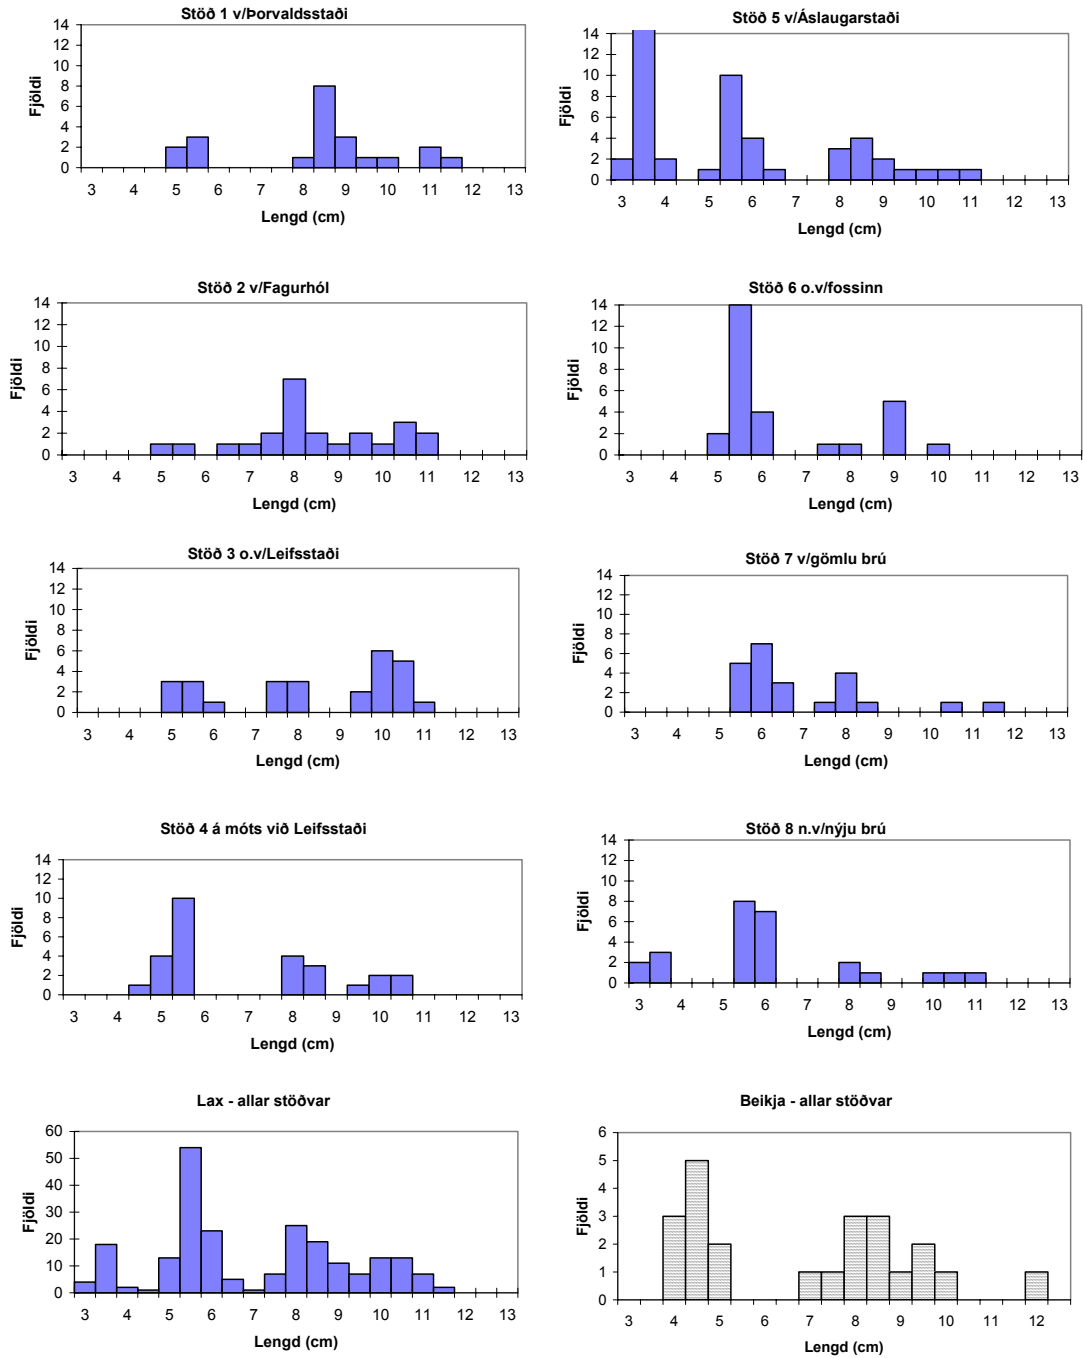 Stöð 1 v/Þorvaldsstaði
Fjöldi
14
12
10
8
6
4
2
0
3 4 5 6 7 8 9 10 11 12 13
Lengd (cm)
Stöð 5 v/Áslaugarstaði
Fjöldi
14
12
10
8
6
4
2
0
3 4 5 6 7 8 9 10 11 12 13
Lengd (cm)
Stöð 2 v/Fagurhól
Fjöldi
14
12
10
8
6
4
2
0
3 4 5 6 7 8 9 10 11 12 13
Lengd (cm)
Stöð 6 o.v/fossinn
Fjöldi
14
12
10
8
6
4
2
0
3 4 5 6 7 8 9 10 11 12 13
Lengd (cm)
Stöð 3 o.v/Leifsstaði
Fjöldi
14
12
10
8
6
4
2
0
3 4 5 6 7 8 9 10 11 12 13
Lengd (cm)
Stöð 7 v/gömlu brú
Fjöldi
14
12
10
8
6
4
2
0
3 4 5 6 7 8 9 10 11 12 13
Lengd (cm)
Stöð 4 á móts við Leifsstaði
Fjöldi
14
12
10
8
6
4
2
0
3 4 5 6 7 8 9 10 11 12 13
Lengd (cm)
Stöð 8 n.v/nýju brú
Fjöldi
14
12
10
8
6
4
2
0
3 4 5 6 7 8 9 10 11 12 13
Lengd (cm)
Lax - allar stöðvar
Fjöldi
60
50
40
30
20
10
0
3 4 5 6 7 8 9 10 11 12 13
Lengd (cm)
Beikja - allar stöðvar
Fjöldi
6
5
4
3
2
1
0
3 4 5 6 7 8 9 10 11 12
Lengd (cm)